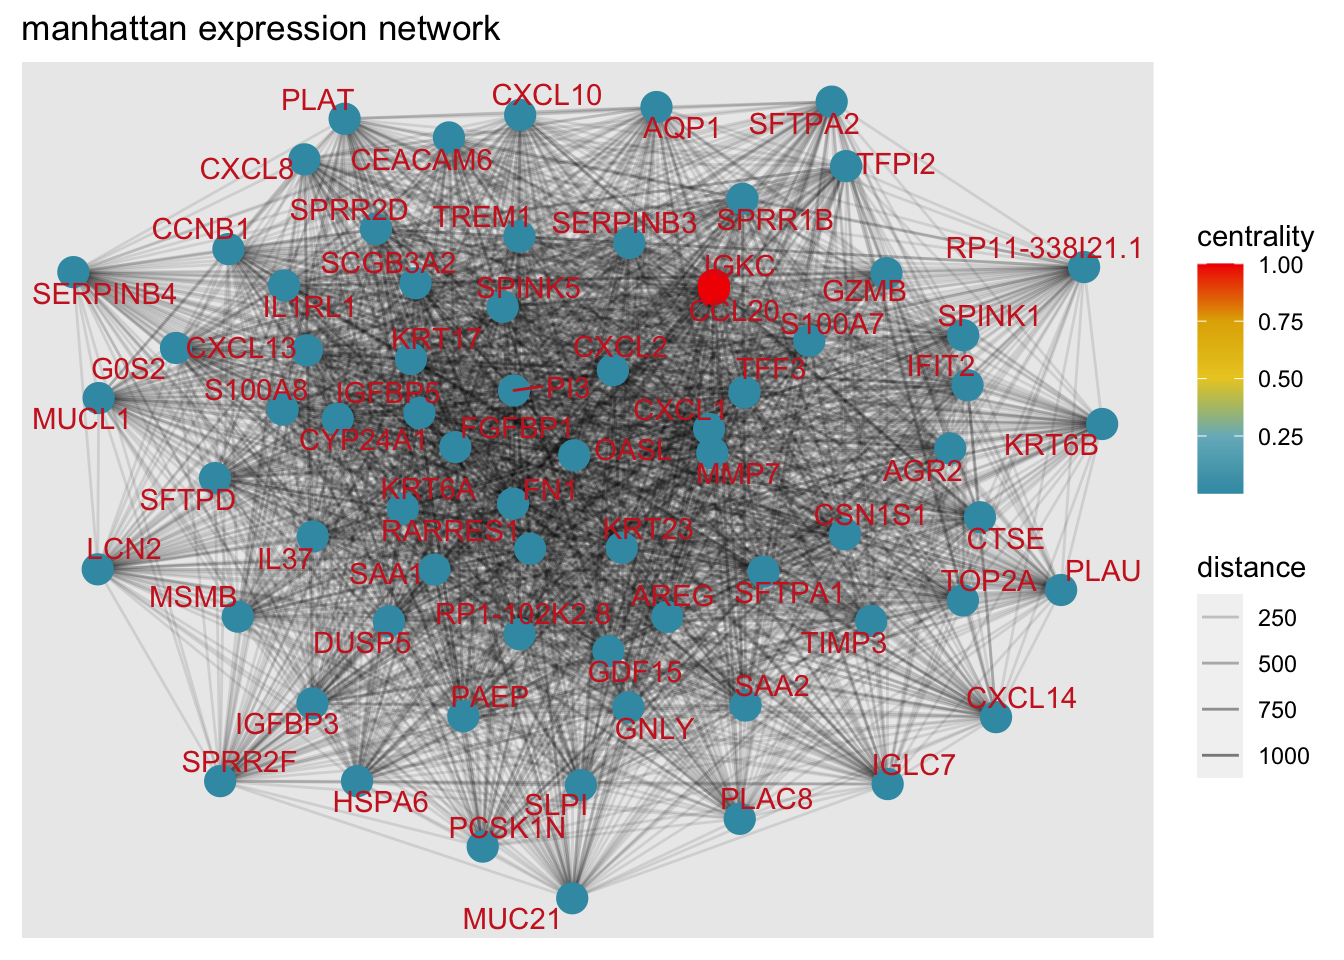 manhattan expression network
PLAT
CXCL10
AQP1
SFTPA2
CXCL8
CEACAM6
TFPI2
CCNB1
SPRR2D
TREM1
SERPINB3
SPRR1B
RP11-338I21.1
SERPINB4
IL1RL1
SCGB3A2
SPINK5
IGKC
CCL20
GZMB
S100A7
SPINK1
G0S2
CXCL13
KRT17
CXCL2
TFF3
IFIT2
MUCL1
S100A8
IGFBP5
PI3
CXCL1
CYP24A1
FGFBP1
OASL
MMP7
AGR2
KRT6B
SFTPD
KRT6A
FN1
CSN1S1
CTSE
LCN2
IL37
RARRES1
KRT23
SAA1
SFTPA1
TOP2A
PLAU
MSMB
DUSP5
RP1-102K2.8
AREG
TIMP3
GDF15
IGFBP3
PAEP
GNLY
SAA2
CXCL14
SPRR2F
HSPA6
SLPI
PLAC8
IGLC7
PCSK1N
MUC21
centrality
1.00
0.75
0.50
0.25
distance
250
500
750
1000